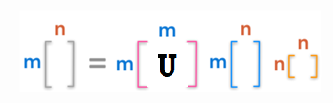 n m n n
m [ ] = m [ U ] m [ ] n [ ]